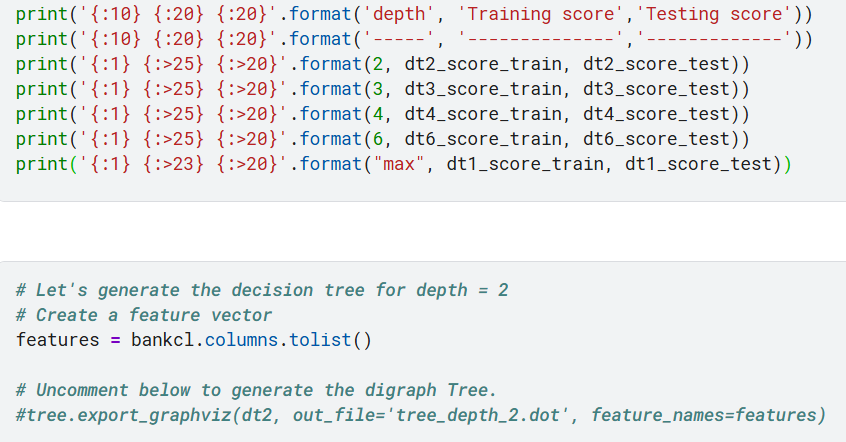 print('{:10} {:20} {:20}'.format('depth', 'Training score','Testing score'))
print('{:10} {:20} {:20}'.format('-----', '--------------','-------------'))
print('{:1} {:>25} {:>20}'.format(2, dt2_score_train, dt2_score_test))
print('{:1} {:>25} {:>20}'.format(3, dt3_score_train, dt3_score_test))
print('{:1} {:>25} {:>20}'.format(4, dt4_score_train, dt4_score_test))
print('{:1} {:>25} {:>20}'.format(6, dt6_score_train, dt6_score_test))
print('{:1} {:>23} {:>20}'.format("max", dt1_score_train, dt1_score_test))
# Let's generate the decision tree for depth = 2
# Create a feature vector
features = bankcl.columns.tolist()
# Uncomment below to generate the digraph Tree.
#tree.export_graphviz(dt2, out_file='tree_depth_2.dot', feature_names=features)